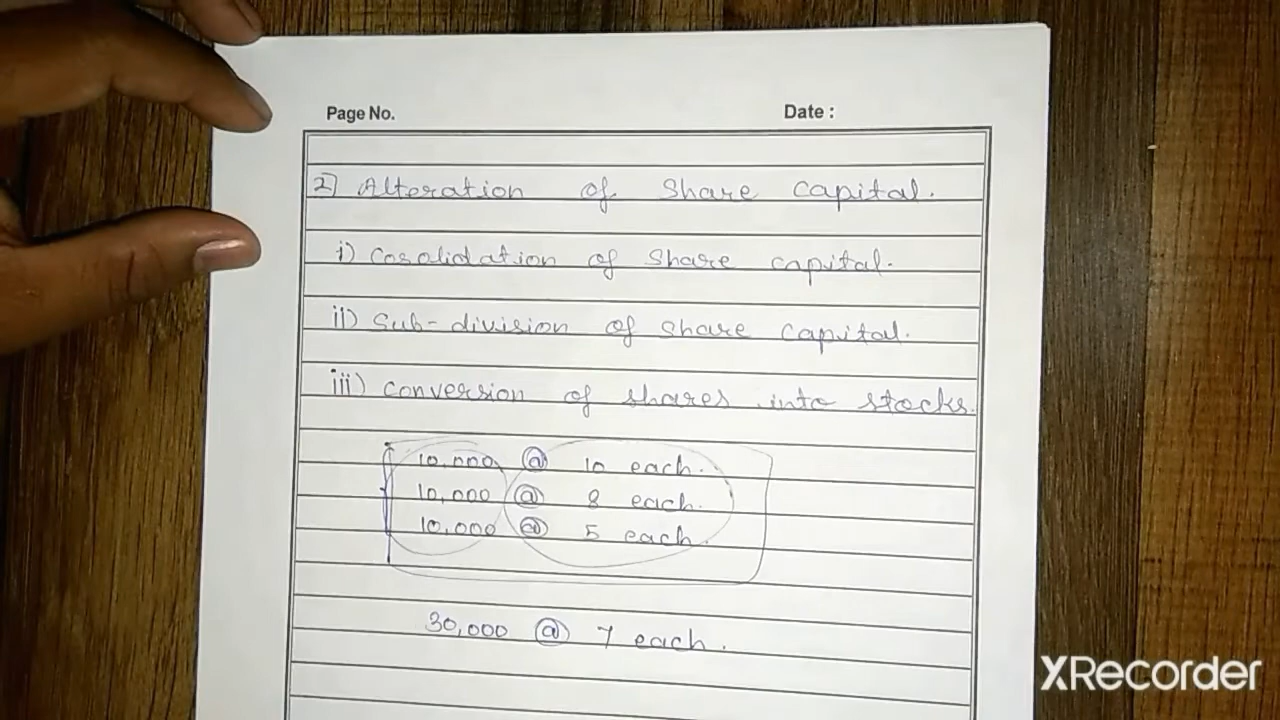 Page No. Date :
2] Alteration of Share Capital.
i) Cosolidation of Share capital.
ii) Sub-division of Share Capital.
iii) Conversion of shares into stocks.
10,000 @ 10 each.
10,000 @ 8 each.
10,000 @ 5 each.
30,000 @ 7 each.
XRecorder